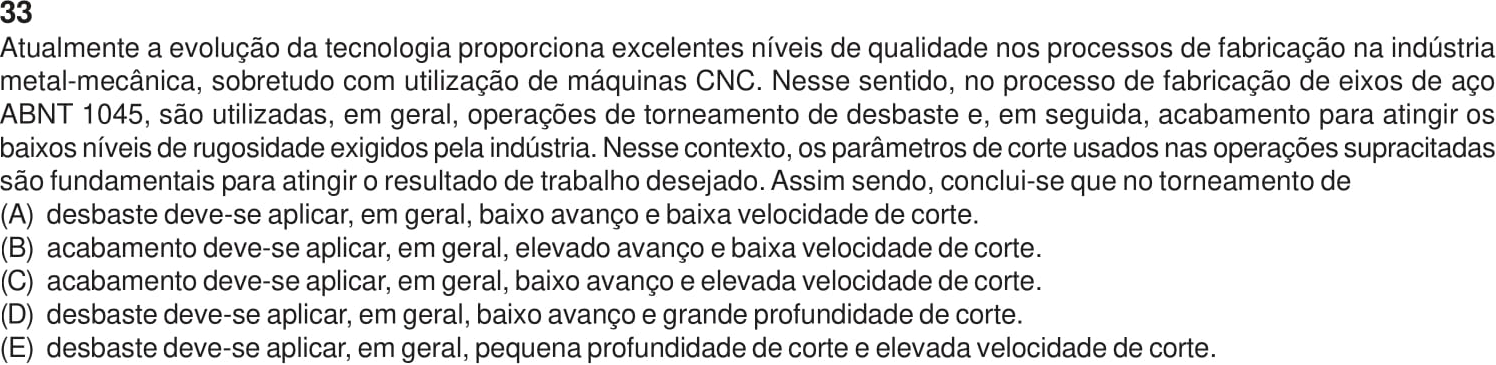 33
Atualmente a evolução da tecnologia proporciona excelentes níveis de qualidade nos processos de fabricação na indústria
metal-mecânica, sobretudo com utilização de máquinas CNC. Nesse sentido, no processo de fabricação de eixos de aço
ABNT 1045, são utilizadas, em geral, operações de torneamento de desbaste e, em seguida, acabamento para atingir os
baixos níveis de rugosidade exigidos pela indústria. Nesse contexto, os parâmetros de corte usados nas operações supracitadas
são fundamentais para atingir o resultado de trabalho desejado. Assim sendo, conclui-se que no torneamento de
(A) desbaste deve-se aplicar, em geral, baixo avanço e baixa velocidade de corte.
(B) acabamento deve-se aplicar, em geral, elevado avanço e baixa velocidade de corte.
(C) acabamento deve-se aplicar, em geral, baixo avanço e elevada velocidade de corte.
(D) desbaste deve-se aplicar, em geral, baixo avanço e grande profundidade de corte.
(E) desbaste deve-se aplicar, em geral, pequena profundidade de corte e elevada velocidade de corte.